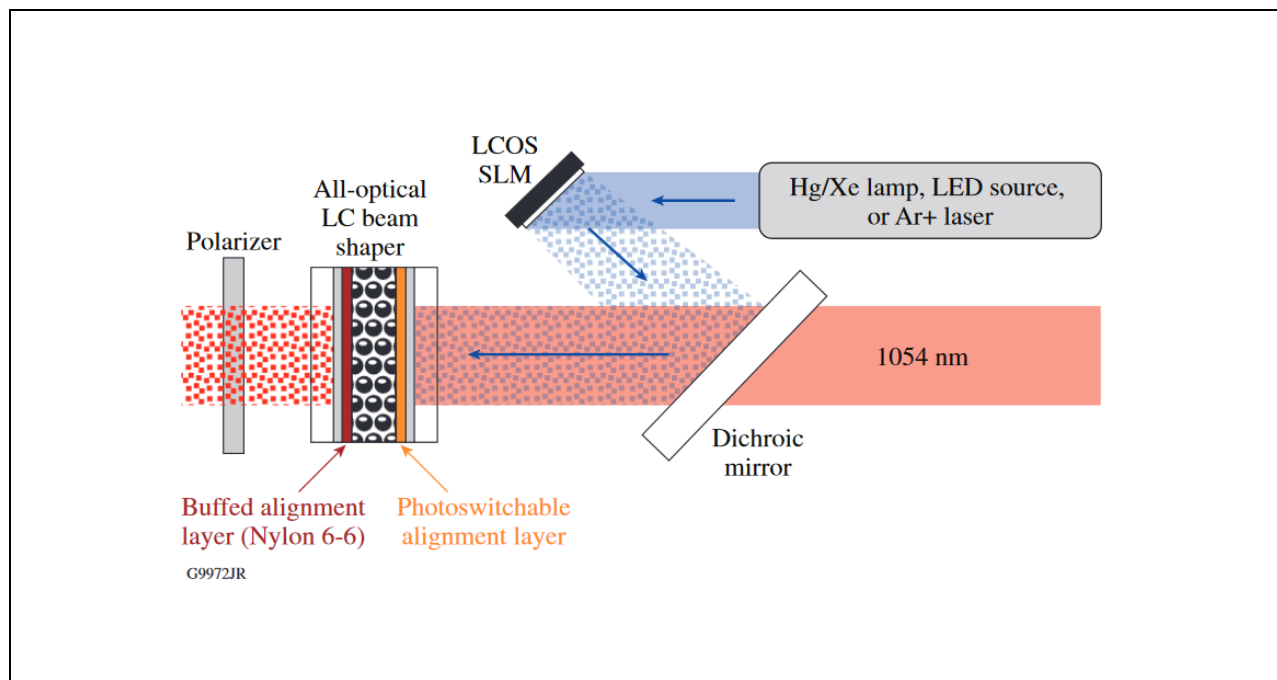 LCOS
SLM
Hg/Xe lamp, LED source,
or Ar+ laser
All-optical
LC beam
shaper
Polarizer
1054 nm
Dichroic
mirror
Buffed alignment
layer (Nylon 6-6)
Photoswitchable
alignment layer
G9972JR